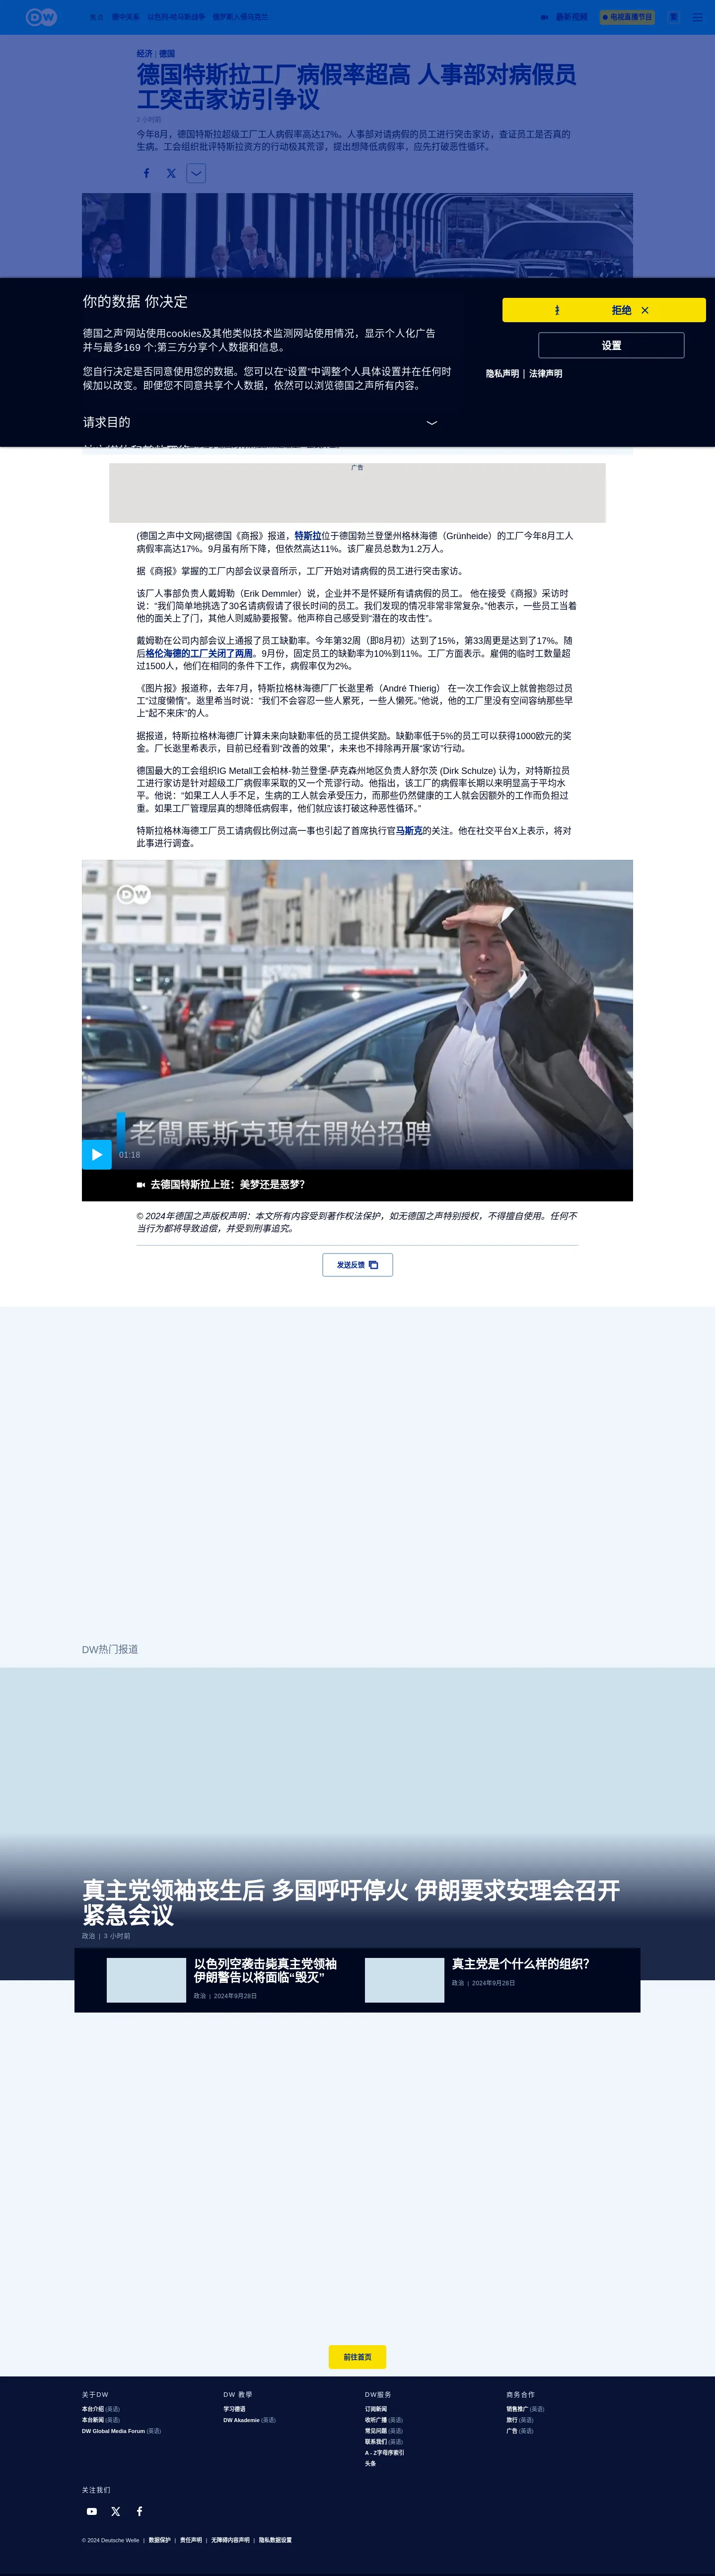 DW
焦点 德中关系 以色列-哈马斯战争 俄罗斯入侵乌克兰
最新视频
电视直播节目
经济 | 德国
德国特斯拉工厂病假率超高 人事部对病假员
工突击家访引争议
2 小时前
今年8月，德国特斯拉超级工厂工人病假率高达17%。人事部对请病假的员工进行突击家访，查证员工是否真的
生病。工会组织批评特斯拉资方的行动极其荒谬，提出想降低病假率，应先打破恶性循环。
你的数据 你决定
拒绝
德国之声'网站使用cookies及其他类似技术监测网站使用情况，显示个人化广告
并与最多169 个;第三方分享个人数据和信息。
设置
您自行决定是否同意使用您的数据。您可以在“设置”中调整个人具体设置并在任何时
候加以改变。即便您不同意共享个人数据，依然可以浏览德国之声所有内容。
隐私声明 | 法律声明
请求目的
广告
(德国之声中文网)据德国《商报》报道，特斯拉位于德国勃兰登堡州格林海德（Grünheide）的工厂今年8月工人
病假率高达17%。9月虽有所下降，但依然高达11%。该厂雇员总数为1.2万人。
据《商报》掌握的工厂内部会议录音所示，工厂开始对请病假的员工进行突击家访。
该厂人事部负责人戴姆勒（Erik Demmler）说，企业并不是怀疑所有请病假的员工。 他在接受《商报》采访时
说：“我们简单地挑选了30名请病假请了很长时间的员工。我们发现的情况非常非常复杂。”他表示，一些员工当着
他的面关上了门，其他人则威胁要报警。他声称自己感受到“潜在的攻击性”。
戴姆勒在公司内部会议上通报了员工缺勤率。今年第32周（即8月初）达到了15%，第33周更是达到了17%。随
后格伦海德的工厂关闭了两周。9月份，固定员工的缺勤率为10%到11%。工厂方面表示。雇佣的临时工数量超
过1500人，他们在相同的条件下工作，病假率仅为2%。
《图片报》报道称，去年7月，特斯拉格林海德厂厂长逖里希（André Thierig） 在一次工作会议上就曾抱怨过员
工“过度懒惰”。逖里希当时说：“我们不会容忍一些人累死，一些人懒死。”他说，他的工厂里没有空间容纳那些早
上“起不来床”的人。
据报道，特斯拉格林海德厂计算未来向缺勤率低的员工提供奖励。缺勤率低于5%的员工可以获得1000欧元的奖
金。厂长逖里希表示，目前已经看到“改善的效果”，未来也不排除再开展“家访”行动。
德国最大的工会组织IG Metall工会柏林-勃兰登堡-萨克森州地区负责人舒尔茨 (Dirk Schulze) 认为，对特斯拉员
工进行家访是针对超级工厂病假率采取的又一个荒谬行动。他指出，该工厂的病假率长期以来明显高于平均水
平。他说：“如果工人人手不足，生病的工人就会承受压力，而那些仍然健康的工人就会因额外的工作而负担过
重。如果工厂管理层真的想降低病假率，他们就应该打破这种恶性循环。”
特斯拉格林海德工厂员工请病假比例过高一事也引起了首席执行官马斯克的关注。他在社交平台X上表示，将对
此事进行调查。
DW
老闆馬斯克現在開始招聘
01:18
去德国特斯拉上班：美梦还是恶梦？
© 2024年德国之声版权声明：本文所有内容受到著作权法保护，如无德国之声特别授权，不得擅自使用。任何不
当行为都将导致追偿，并受到刑事追究。
发送反馈
DW热门报道
真主党领袖丧生后 多国呼吁停火 伊朗要求安理会召开
紧急会议
政治 | 3 小时前
以色列空袭击毙真主党领袖
伊朗警告以将面临“毁灭”
政治 | 2024年9月28日
真主党是个什么样的组织？
政治 | 2024年9月28日
前往首页
关于DW
本台介绍 (英语)
本台新闻 (英语)
DW Global Media Forum (英语)
DW 教學
学习德语
DW Akademie (英语)
DW服务
订阅新闻
收听广播 (英语)
常见问题 (英语)
联系我们 (英语)
A - Z字母序索引
头条
商务合作
销售推广 (英语)
旅行 (英语)
广告 (英语)
关注我们
© 2024 Deutsche Welle | 数据保护 | 责任声明 | 无障碍内容声明 | 隐私数据设置